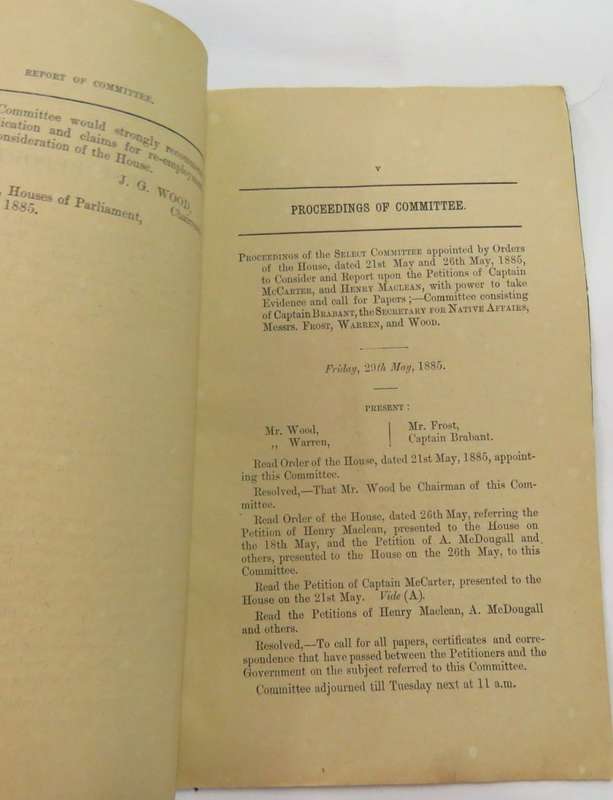 REPORT OF COMMITTEE.
Committee would strongly
ication and claims for
onsideration of the House.
J. G. WOOD,
Houses of Parliament,
1885.
v
PROCEEDINGS OF COMMITTEE.
PROCEEDINGS of the SELECT COMMITTEE appointed by Orders
of the House, dated 21st May and 26th May, 1885,
to Consider and Report upon the Petitions of Captain
MCCARTER, and HENRY MACLEAN, with power to take
Evidence and call for Papers;—Committee consisting
of Captain BRABANT, the SECRETARY FOR NATIVE AFFAIRS,
Messrs. FROST, WARREN, and WOOD.
Friday, 29th May, 1885.
PRESENT:
Mr. Wood,
„ Warren,
Mr. Frost,
Captain Brabant.
Read Order of the House, dated 21st May, 1885, appoint-
ing this Committee.
Resolved,—That Mr. Wood be Chairman of this Com-
mittee.
Read Order of the House, dated 26th May, referring the
Petition of Henry Maclean, presented to the House on
the 18th May, and the Petition of A. McDougall and
others, presented to the House on the 26th May, to this
Committee.
Read the Petition of Captain McCarter, presented to the
House on the 21st May. Vide (A).
Read the Petitions of Henry Maclean, A. McDougall
and others.
Resolved,—To call for all papers, certificates and corre-
spondence that have passed between the Petitioners and the
Government on the subject referred to this Committee.
Committee adjourned till Tuesday next at 11 a.m.